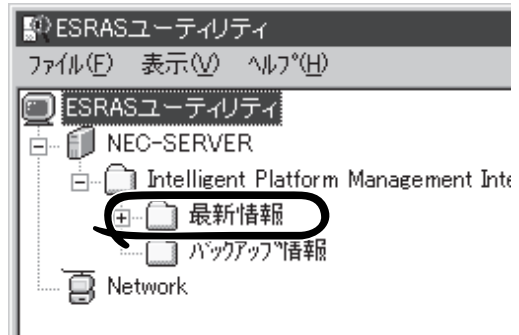 ESRASユーティリティ
ファイル(F) 表示(V) ﾍﾙﾌﾟ(H)
ESRASユーティリティ
NEC-SERVER
Intelligent Platform Management Inte
最新情報
ﾊﾞｯｸｱｯﾌﾟ情報
Network